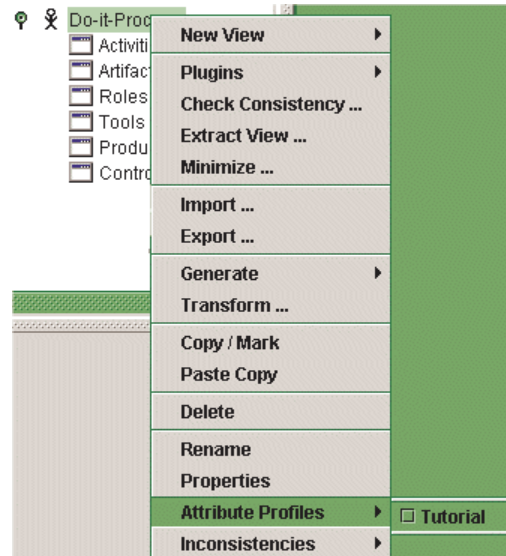 Do-it-Proc
Activiti
Artifac
Roles
Tools
Produ
Contro
New View
Plugins
Check Consistency ...
Extract View ...
Minimize ...
Import ...
Export ...
Generate
Transform ...
Copy / Mark
Paste Copy
Delete
Rename
Properties
Attribute Profiles
Tutorial
Inconsistencies